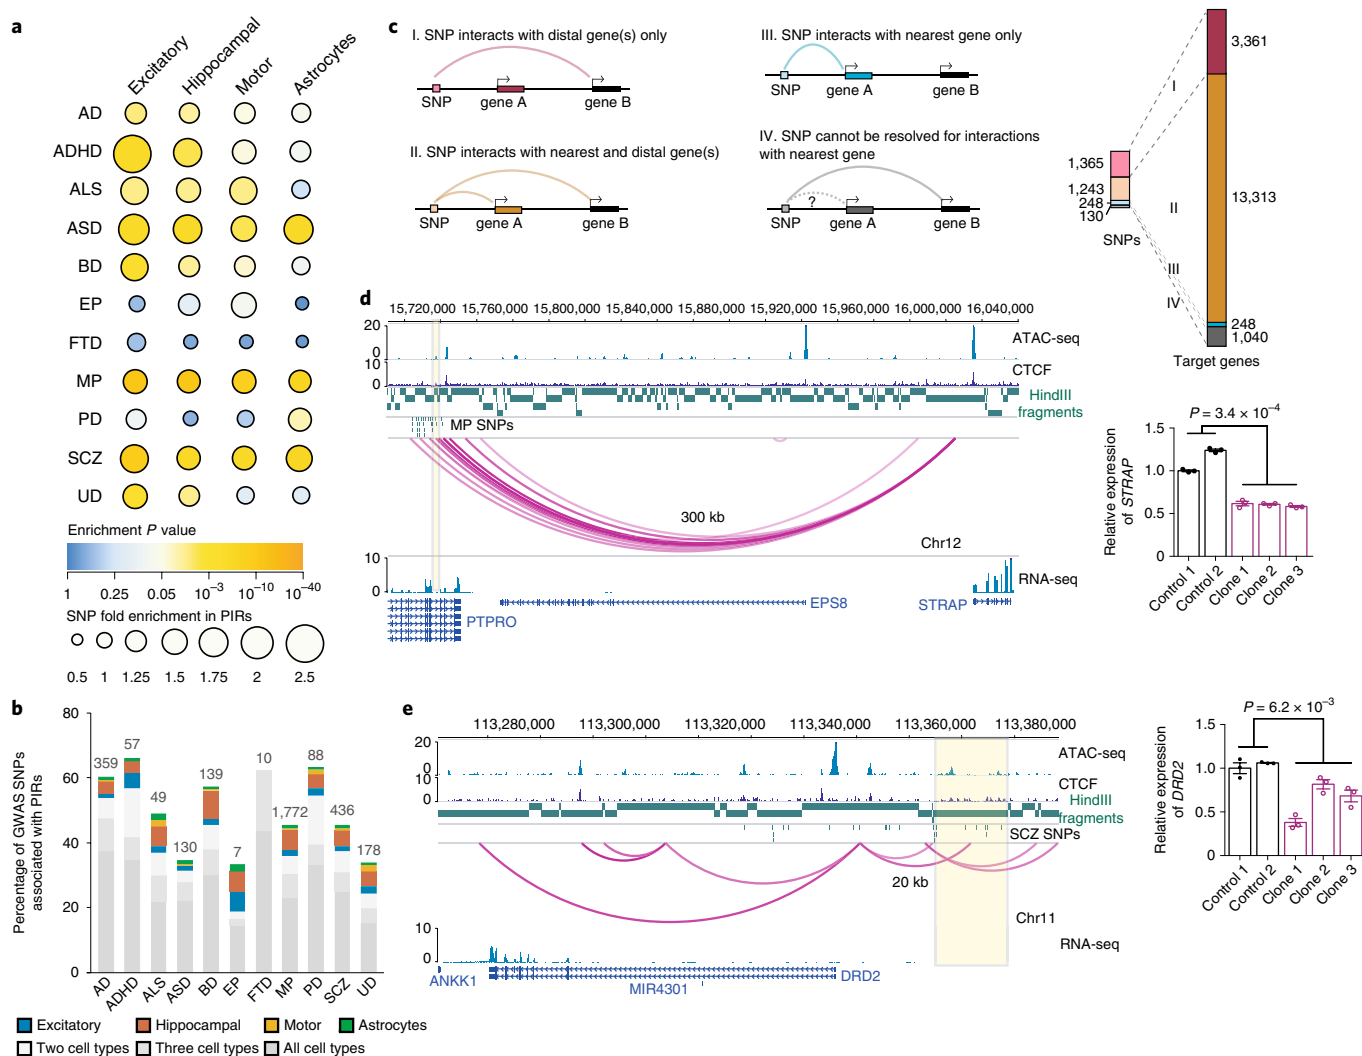 a
Excitatory
Hippocampal
Motor
Astrocytes
AD
ADHD
ALS
ASD
BD
EP
FTD
MP
PD
SCZ
UD
Enrichment P value
1 0.25 0.05 10⁻³ 10⁻¹⁰ 10⁻⁴⁰
SNP fold enrichment in PIRs
0.5 1 1.25 1.5 1.75 2 2.5
b
Percentage of GWAS SNPs
associated with PIRs
80
60
40
20
0
359
57
49
130
139
7
10
1,772
88
436
178
AD ADHD ALS ASD BD EP FTD MP PD SCZ UD
Excitatory Hippocampal Motor Astrocytes
Two cell types Three cell types All cell types
c
I. SNP interacts with distal gene(s) only
SNP gene A gene B
II. SNP interacts with nearest and distal gene(s)
SNP gene A gene B
III. SNP interacts with nearest gene only
SNP gene A gene B
IV. SNP cannot be resolved for interactions
with nearest gene
?
SNP gene A gene B
1,365
1,243
248
130
SNPs
I
II
III
IV
3,361
13,313
248
1,040
Target genes
d
15,720,000 15,760,000 15,800,000 15,840,000 15,880,000 15,920,000 15,960,000 16,000,000 16,040,000
20
0
ATAC-seq
10
0
CTCF
HindIII
fragments
MP SNPs
300 kb
Chr12
10
0
RNA-seq
PTPRO
EPS8
STRAP
P = 3.4 × 10⁻⁴
Relative expression
of STRAP
1.5
1.0
0.5
0
Control 1
Control 2
Clone 1
Clone 2
Clone 3
e
113,280,000 113,300,000 113,320,000 113,340,000 113,360,000 113,380,000
20
0
ATAC-seq
10
0
CTCF
HindIII
fragments
SCZ SNPs
20 kb
Chr11
10
0
RNA-seq
ANKK1
MIR4301
DRD2
P = 6.2 × 10⁻³
Relative expression
of DRD2
1.5
1.0
0.5
0
Control 1
Control 2
Clone 1
Clone 2
Clone 3